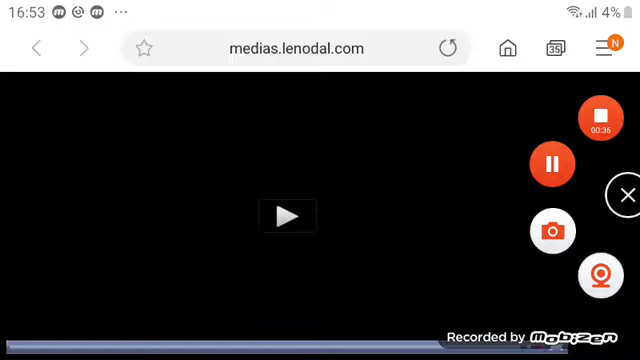 16:53 m m ··· 4%
medias.lenodal.com 35 N
00:36
Recorded by mobizen